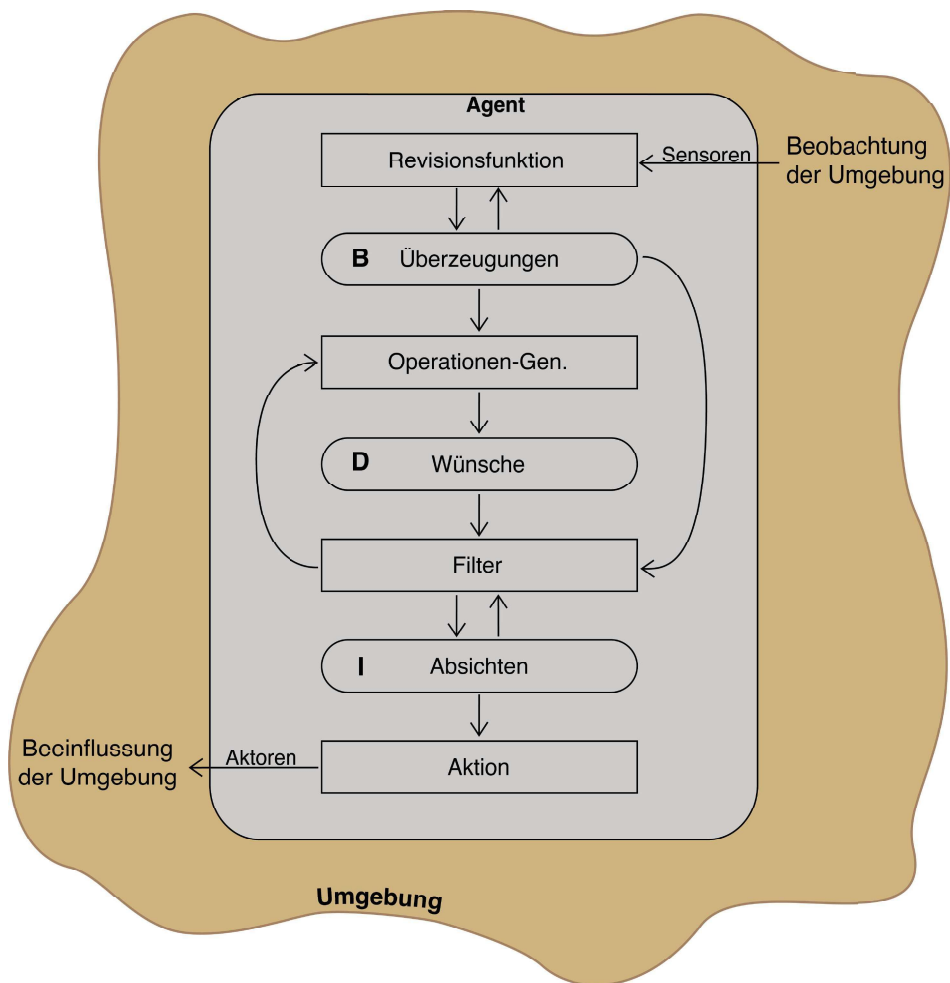 Agent
Revisionsfunktion
Sensoren
Beobachtung
der Umgebung
B Überzeugungen
Operationen-Gen.
D Wünsche
Filter
I Absichten
Beeinflussung
der Umgebung
Aktoren
Aktion
Umgebung